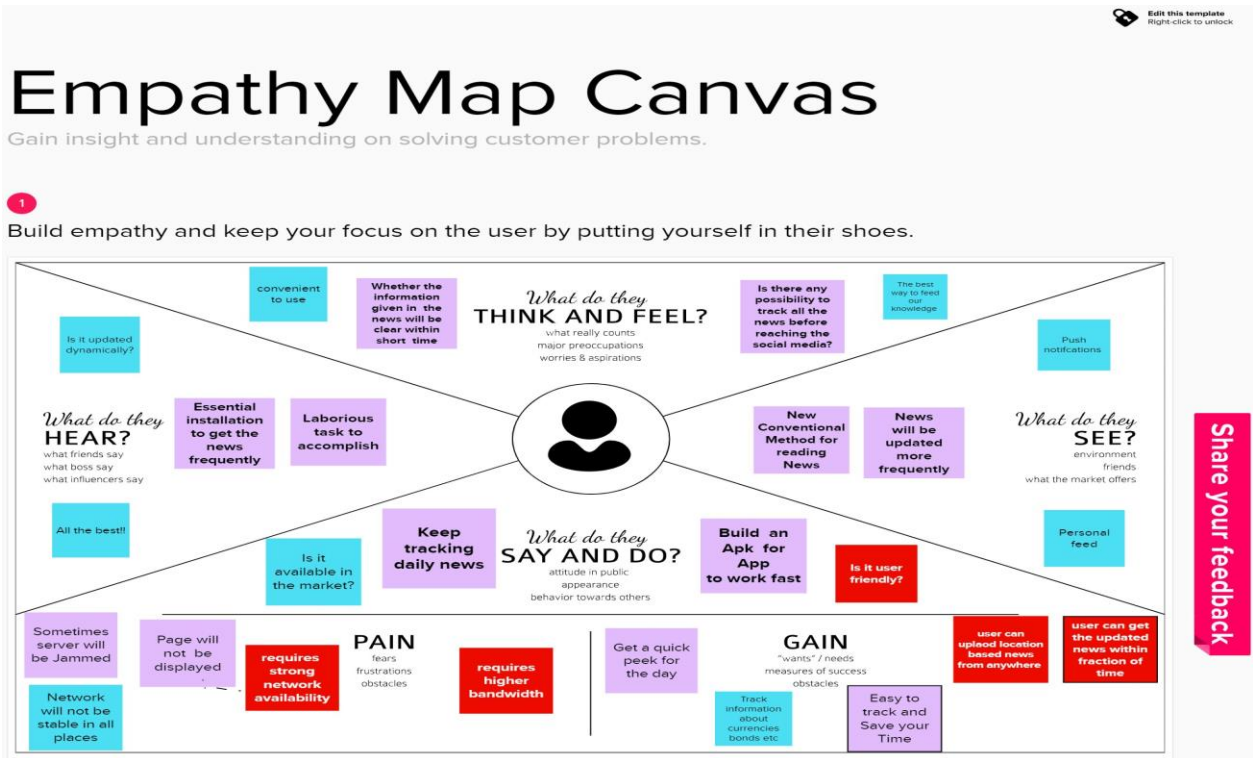 Edit this template
Right-click to unlock
Empathy Map Canvas
Gain insight and understanding on solving customer problems.
1
Build empathy and keep your focus on the user by putting yourself in their shoes.
convenient
to use
Whether the
information
given in the
news will be
clear within
short time
What do they
THINK AND FEEL?
what really counts
major preoccupations
worries & aspirations
Is there any
possibility to
track all the
news before
reaching the
social media?
The best
way to feed
our
knowledge
Is it updated
dynamically?
Push
notifcations
What do they
HEAR?
what friends say
what boss say
what influencers say
Essential
installation
to get the
news
frequently
Laborious
task to
accomplish
New
Conventional
Method for
reading
News
News
will be
updated
more
frequently
What do they
SEE?
environment
friends
what the market offers
All the best!!
Is it
available in
the market?
Keep
tracking
daily news
What do they
SAY AND DO?
attitude in public
appearance
behavior towards others
Build an
Apk for
App
to work fast
Is it user
friendly?
Personal
feed
Share your feedback
Sometimes
server will
be Jammed
Page will
not be
displayed
requires
strong
network
availability
PAIN
fears
frustrations
obstacles
requires
higher
bandwidth
Network
will not be
stable in all
places
Get a quick
peek for
the day
GAIN
"wants" / needs
measures of success
obstacles
user can
uplaod location
based news
from anywhere
user can get
the updated
news within
fraction of
time
Track
information
about
currencies
bonds etc
Easy to
track and
Save your
Time